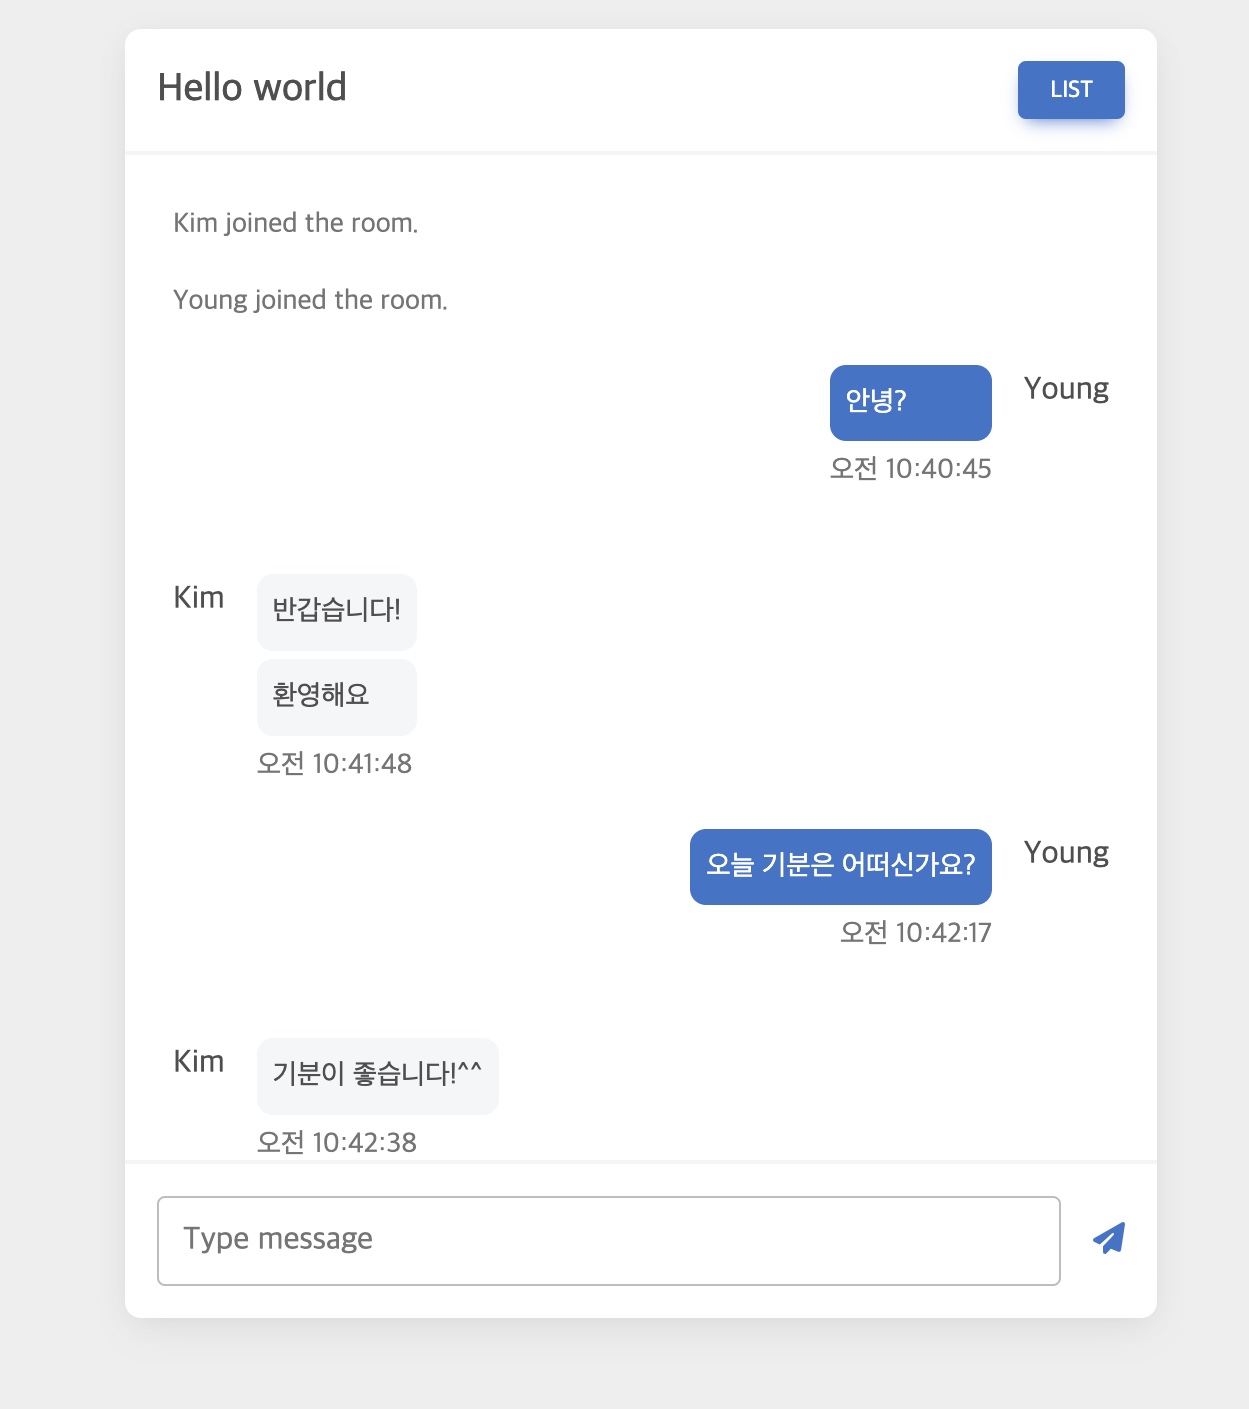 Hello world
LIST
Kim joined the room.
Young joined the room.
안녕?
Young
오전 10:40:45
Kim
반갑습니다!
환영해요
오전 10:41:48
오늘 기분은 어떠신가요?
Young
오전 10:42:17
Kim
기분이 좋습니다!^^
오전 10:42:38
Type message